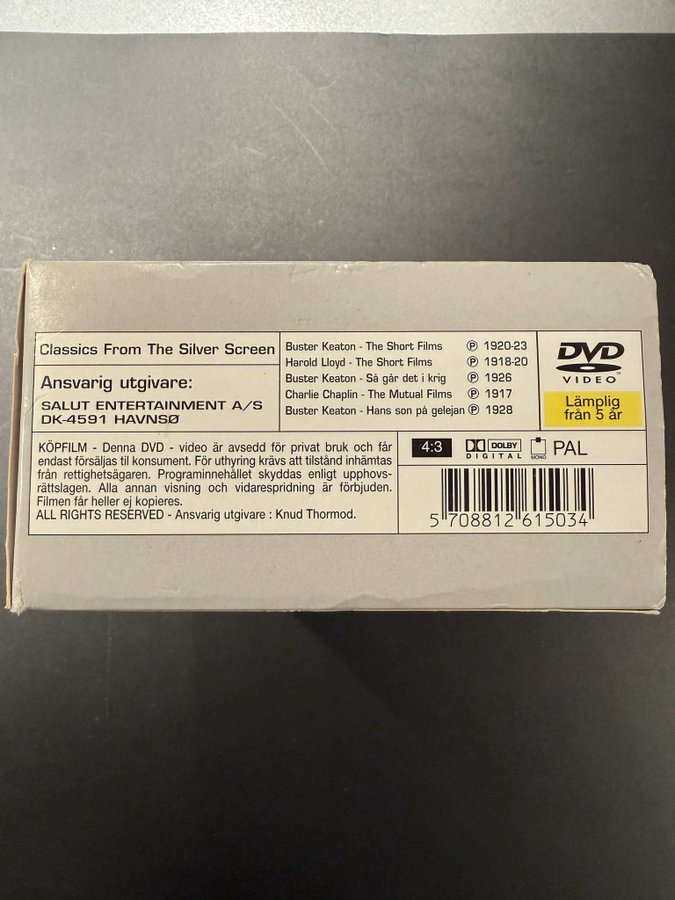 Classics From The Silver Screen
Ansvarig utgivare:
SALUT ENTERTAINMENT A/S
DK-4591 HAVNSØ
Buster Keaton - The Short Films Ⓟ 1920-23
Harold Lloyd - The Short Films Ⓟ 1918-20
Buster Keaton - Så går det i krig Ⓟ 1926
Charlie Chaplin - The Mutual Films Ⓟ 1917
Buster Keaton - Hans son på gelejan Ⓟ 1928
DVD
VIDEO™
Lämplig
från 5 år
KÖPFILM - Denna DVD - video är avsedd för privat bruk och får
endast försäljas til konsument. För uthyring krävs att tilstånd inhämtas
från rettighetsägaren. Programinnehållet skyddas enligt upphovs-
rättslagen. Alla annan visning och vidarespridning är förbjuden.
Filmen får heller ej kopieres.
ALL RIGHTS RESERVED - Ansvarig utgivare : Knud Thormod.
4:3 DOLBY DIGITAL MONO PAL
5 708812 615034